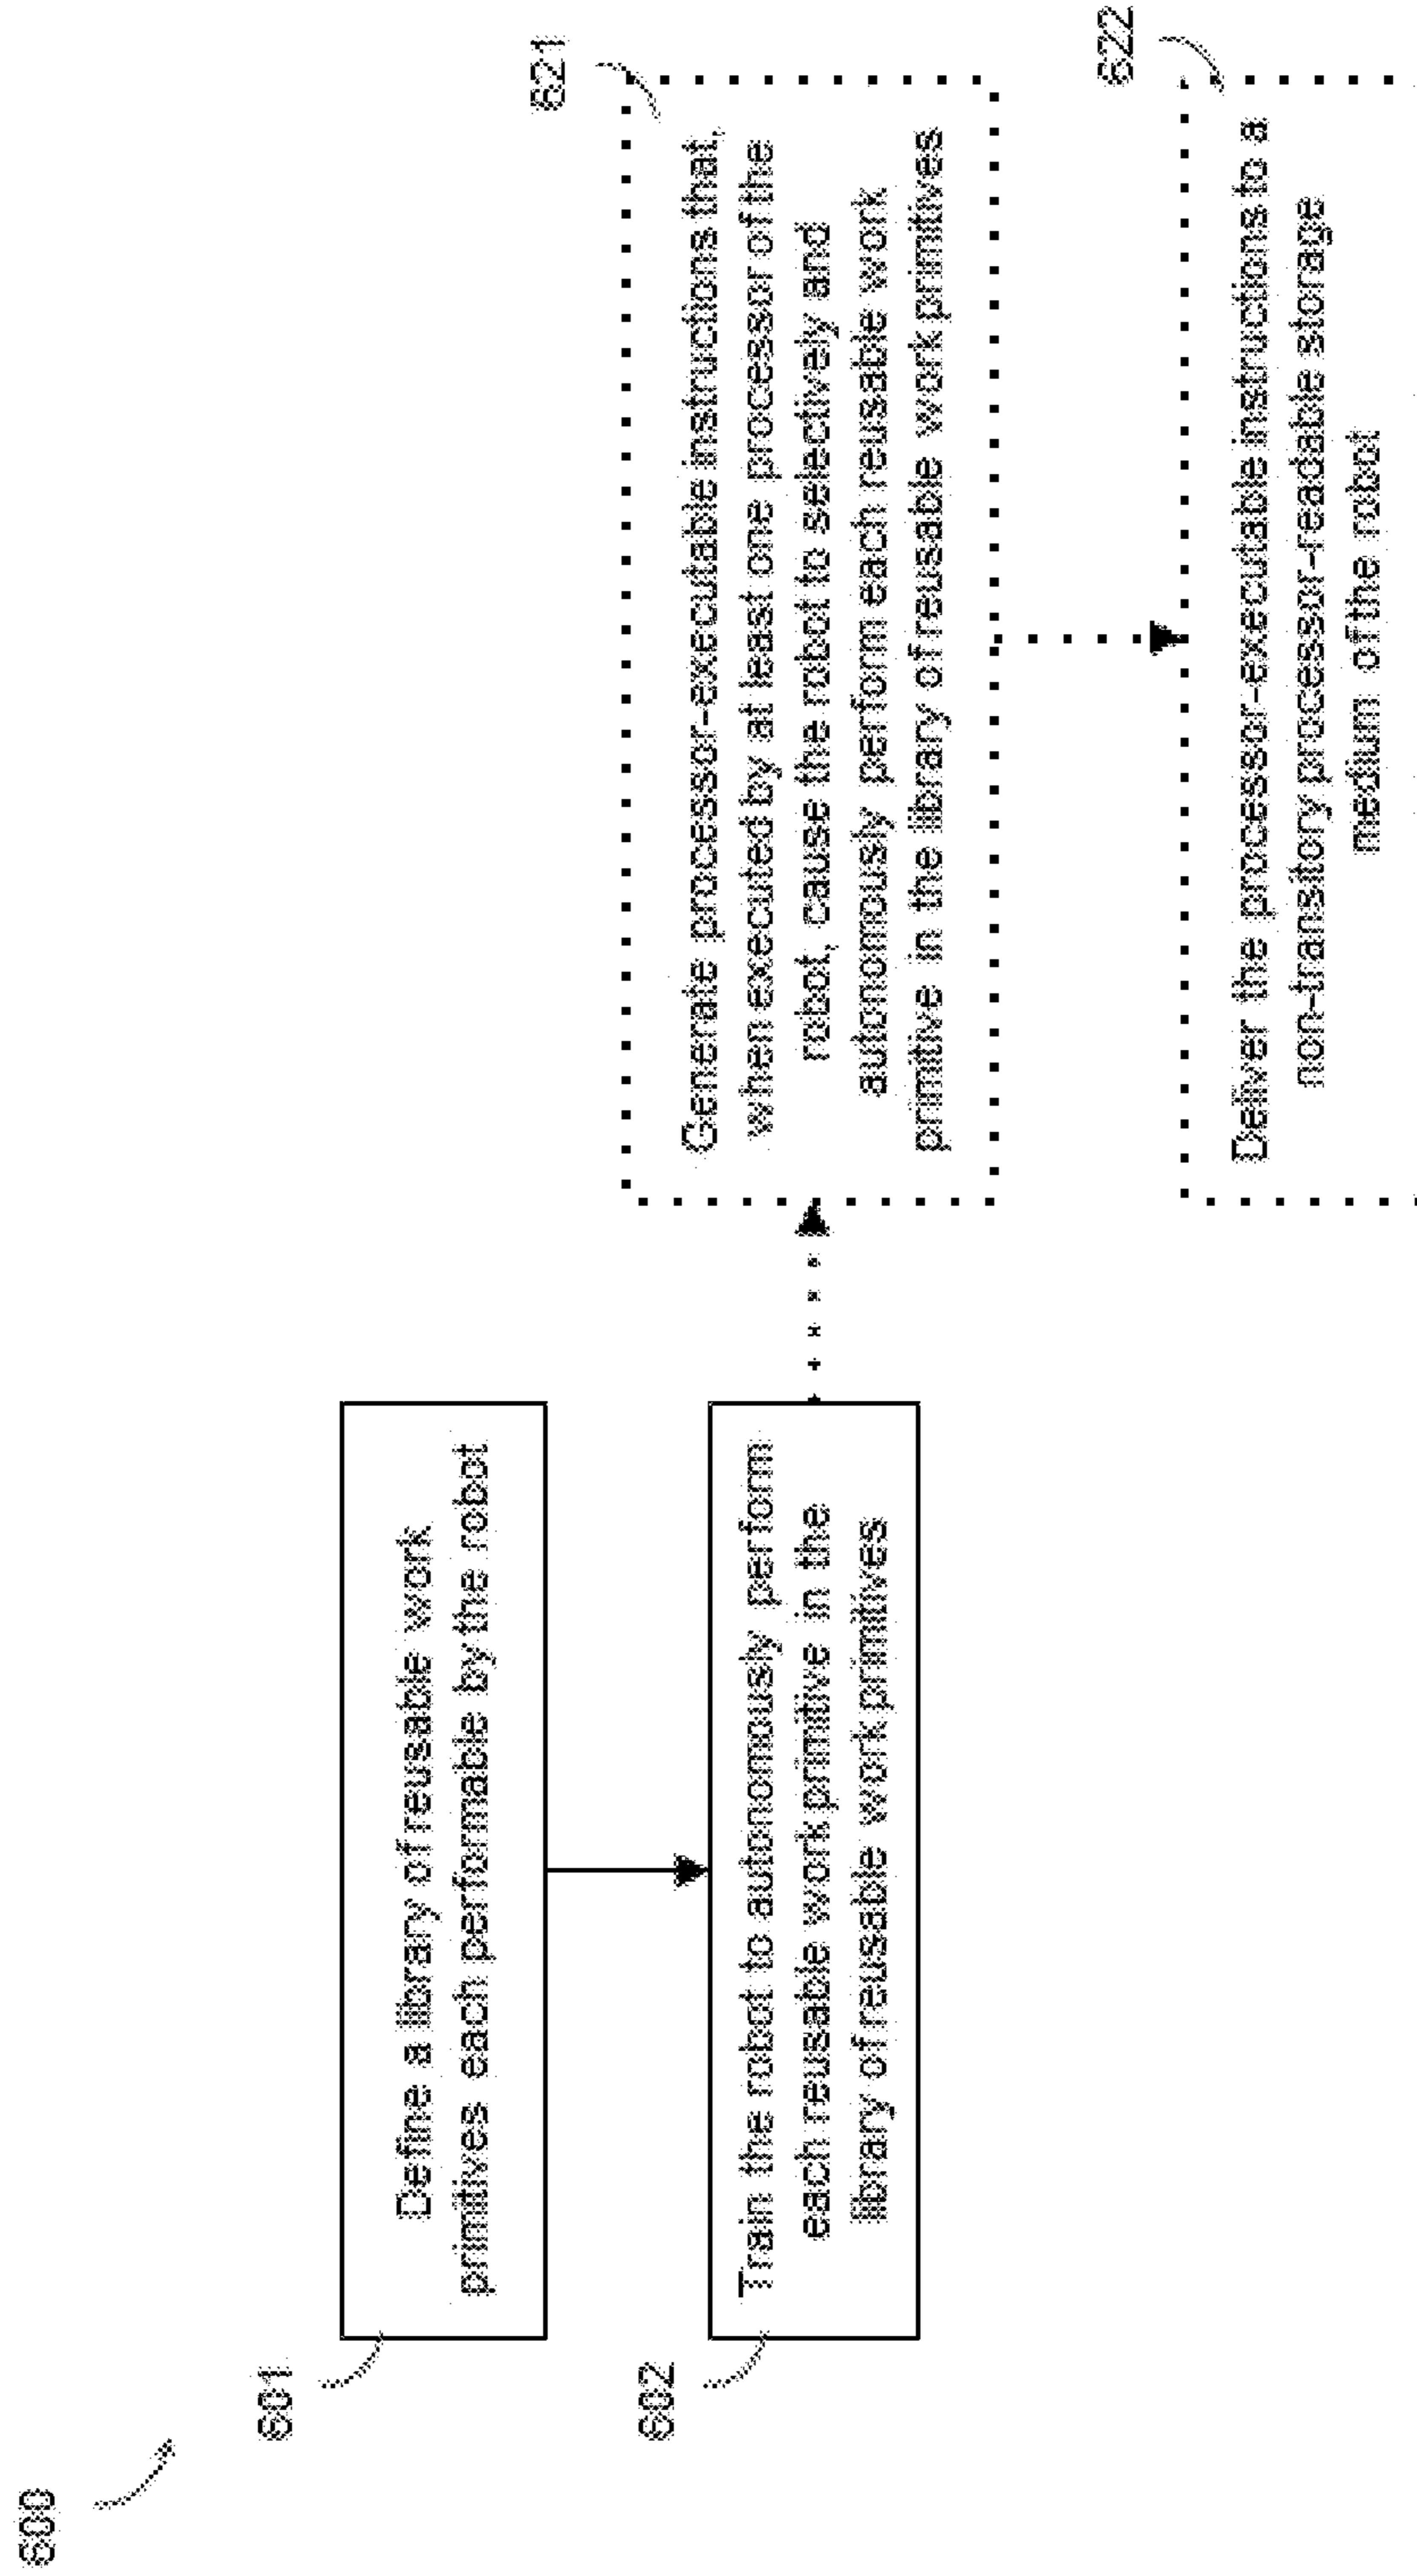 600
601
Define a library of reusable work
primitives each performable by the robot
602
Train the robot to autonomously perform
each reusable work primitive in the
library of reusable work primitives
621
Generate processor-executable instructions that,
when executed by at least one processor of the
robot, cause the robot to selectively and
autonomously perform each reusable work
primitive in the library of reusable work primitives
622
Deliver the processor-executable instructions to a
non-transitory processor-readable storage
medium of the robot